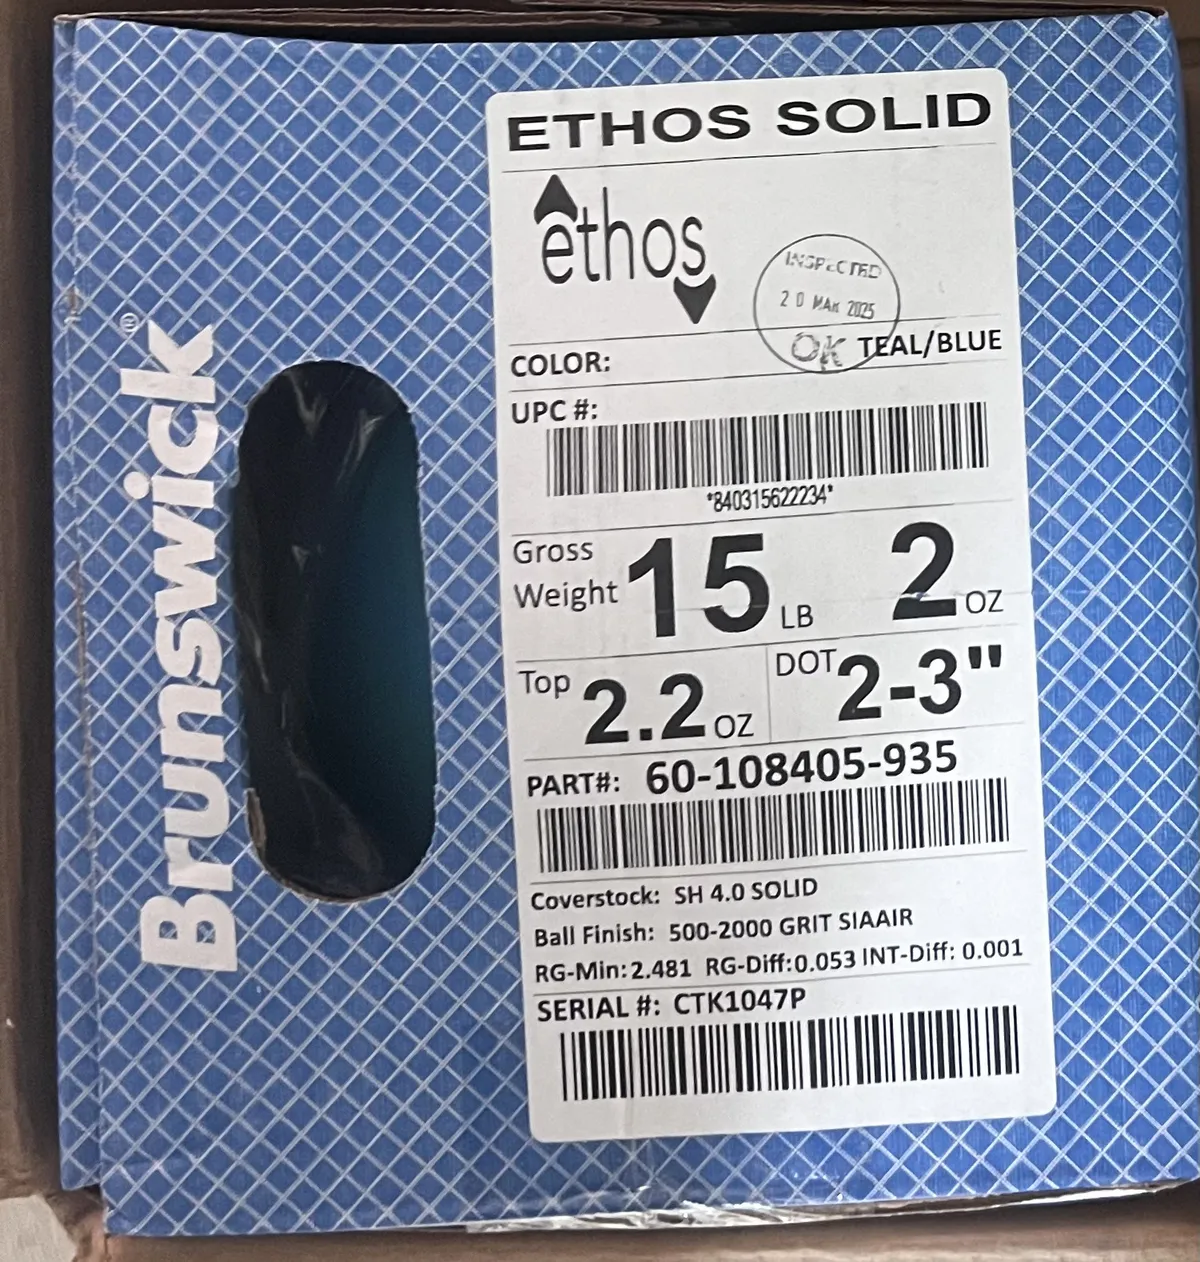 Brunswick®
ETHOS SOLID
ethos
INSPECTED
20 MAR 2025
OK
COLOR: TEAL/BLUE
UPC #:
*840315622234*
Gross Weight 15 LB 2 OZ
Top 2.2 OZ DOT 2-3"
PART#: 60-108405-935
Coverstock: SH 4.0 SOLID
Ball Finish: 500-2000 GRIT SIAAIR
RG-Min: 2.481 RG-Diff: 0.053 INT-Diff: 0.001
SERIAL #: CTK1047P